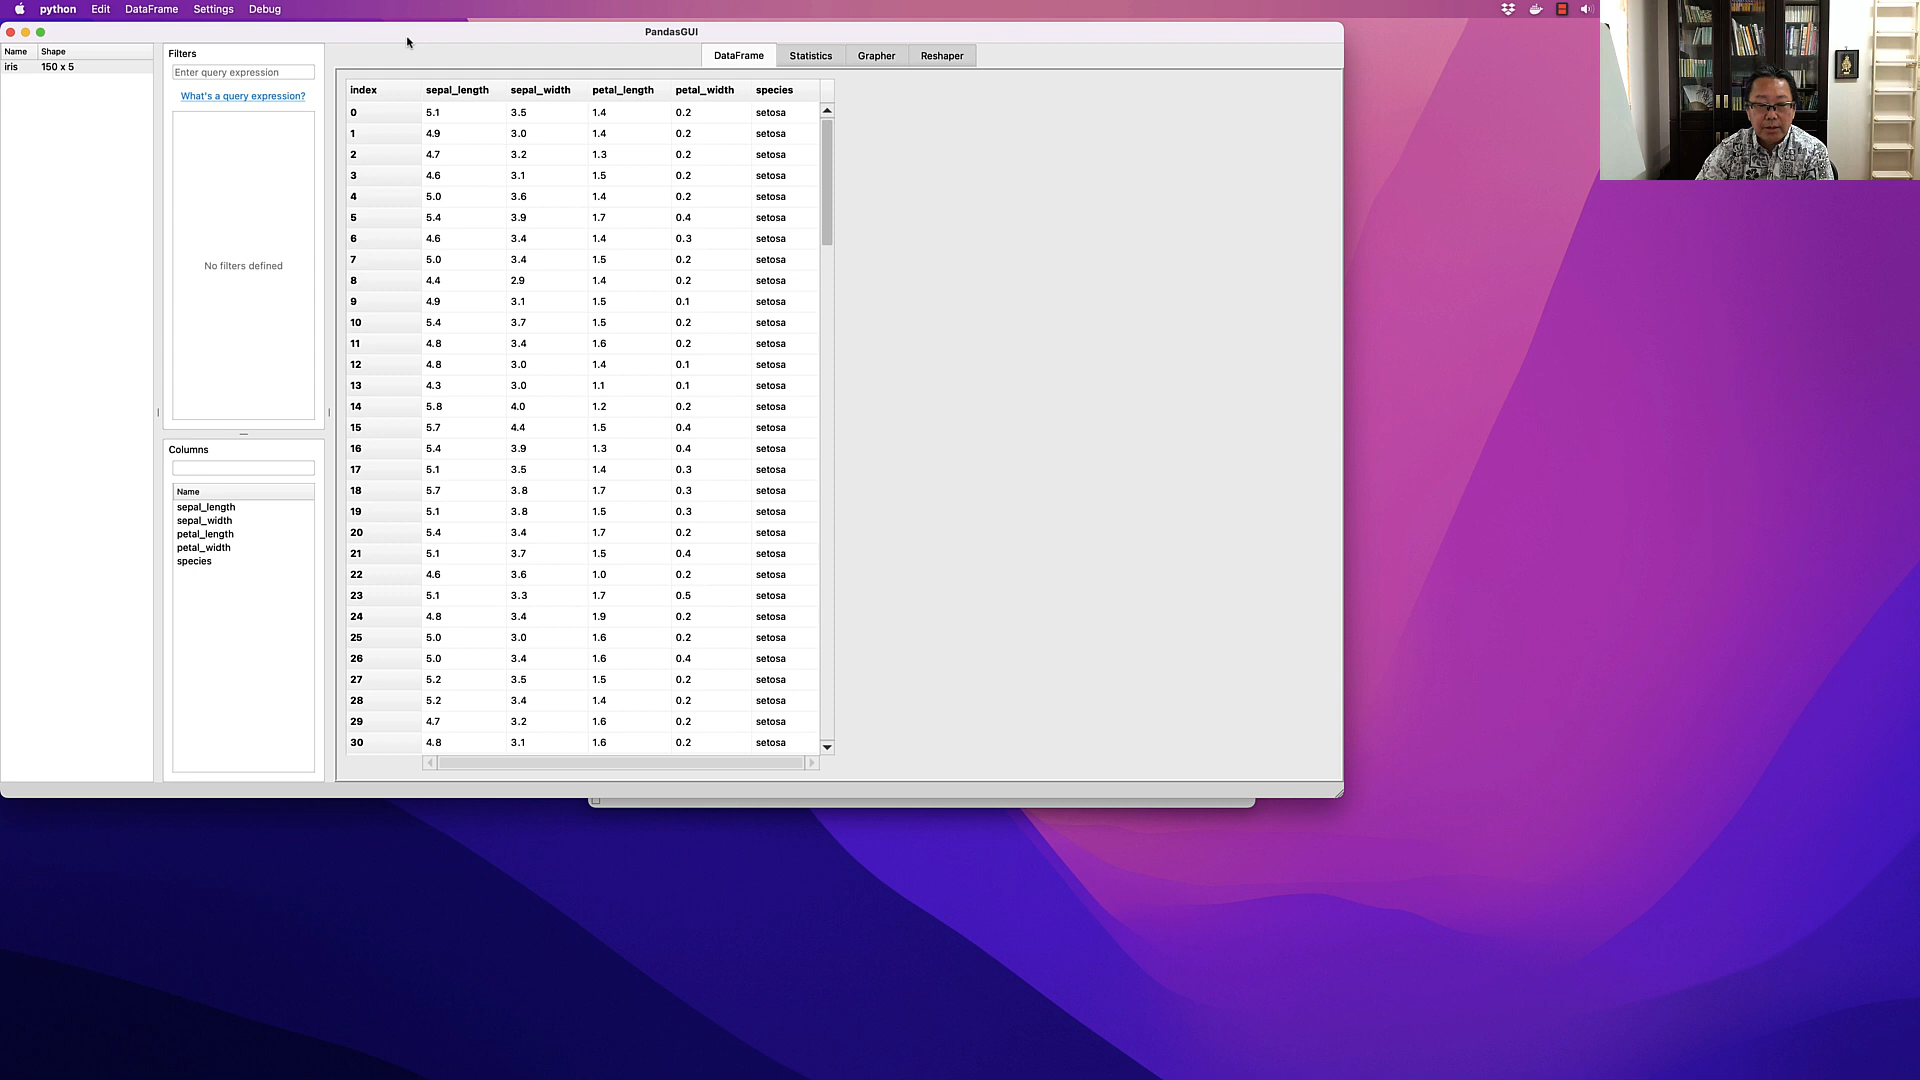 python Edit DataFrame Settings Debug
PandasGUI
Name Shape
iris 150 x 5
Filters
Enter query expression
What's a query expression?
No filters defined
Columns
Name
sepal_length
sepal_width
petal_length
petal_width
species
DataFrame Statistics Grapher Reshaper
index sepal_length sepal_width petal_length petal_width species
0 5.1 3.5 1.4 0.2 setosa
1 4.9 3.0 1.4 0.2 setosa
2 4.7 3.2 1.3 0.2 setosa
3 4.6 3.1 1.5 0.2 setosa
4 5.0 3.6 1.4 0.2 setosa
5 5.4 3.9 1.7 0.4 setosa
6 4.6 3.4 1.4 0.3 setosa
7 5.0 3.4 1.5 0.2 setosa
8 4.4 2.9 1.4 0.2 setosa
9 4.9 3.1 1.5 0.1 setosa
10 5.4 3.7 1.5 0.2 setosa
11 4.8 3.4 1.6 0.2 setosa
12 4.8 3.0 1.4 0.1 setosa
13 4.3 3.0 1.1 0.1 setosa
14 5.8 4.0 1.2 0.2 setosa
15 5.7 4.4 1.5 0.4 setosa
16 5.4 3.9 1.3 0.4 setosa
17 5.1 3.5 1.4 0.3 setosa
18 5.7 3.8 1.7 0.3 setosa
19 5.1 3.8 1.5 0.3 setosa
20 5.4 3.4 1.7 0.2 setosa
21 5.1 3.7 1.5 0.4 setosa
22 4.6 3.6 1.0 0.2 setosa
23 5.1 3.3 1.7 0.5 setosa
24 4.8 3.4 1.9 0.2 setosa
25 5.0 3.0 1.6 0.2 setosa
26 5.0 3.4 1.6 0.4 setosa
27 5.2 3.5 1.5 0.2 setosa
28 5.2 3.4 1.4 0.2 setosa
29 4.7 3.2 1.6 0.2 setosa
30 4.8 3.1 1.6 0.2 setosa